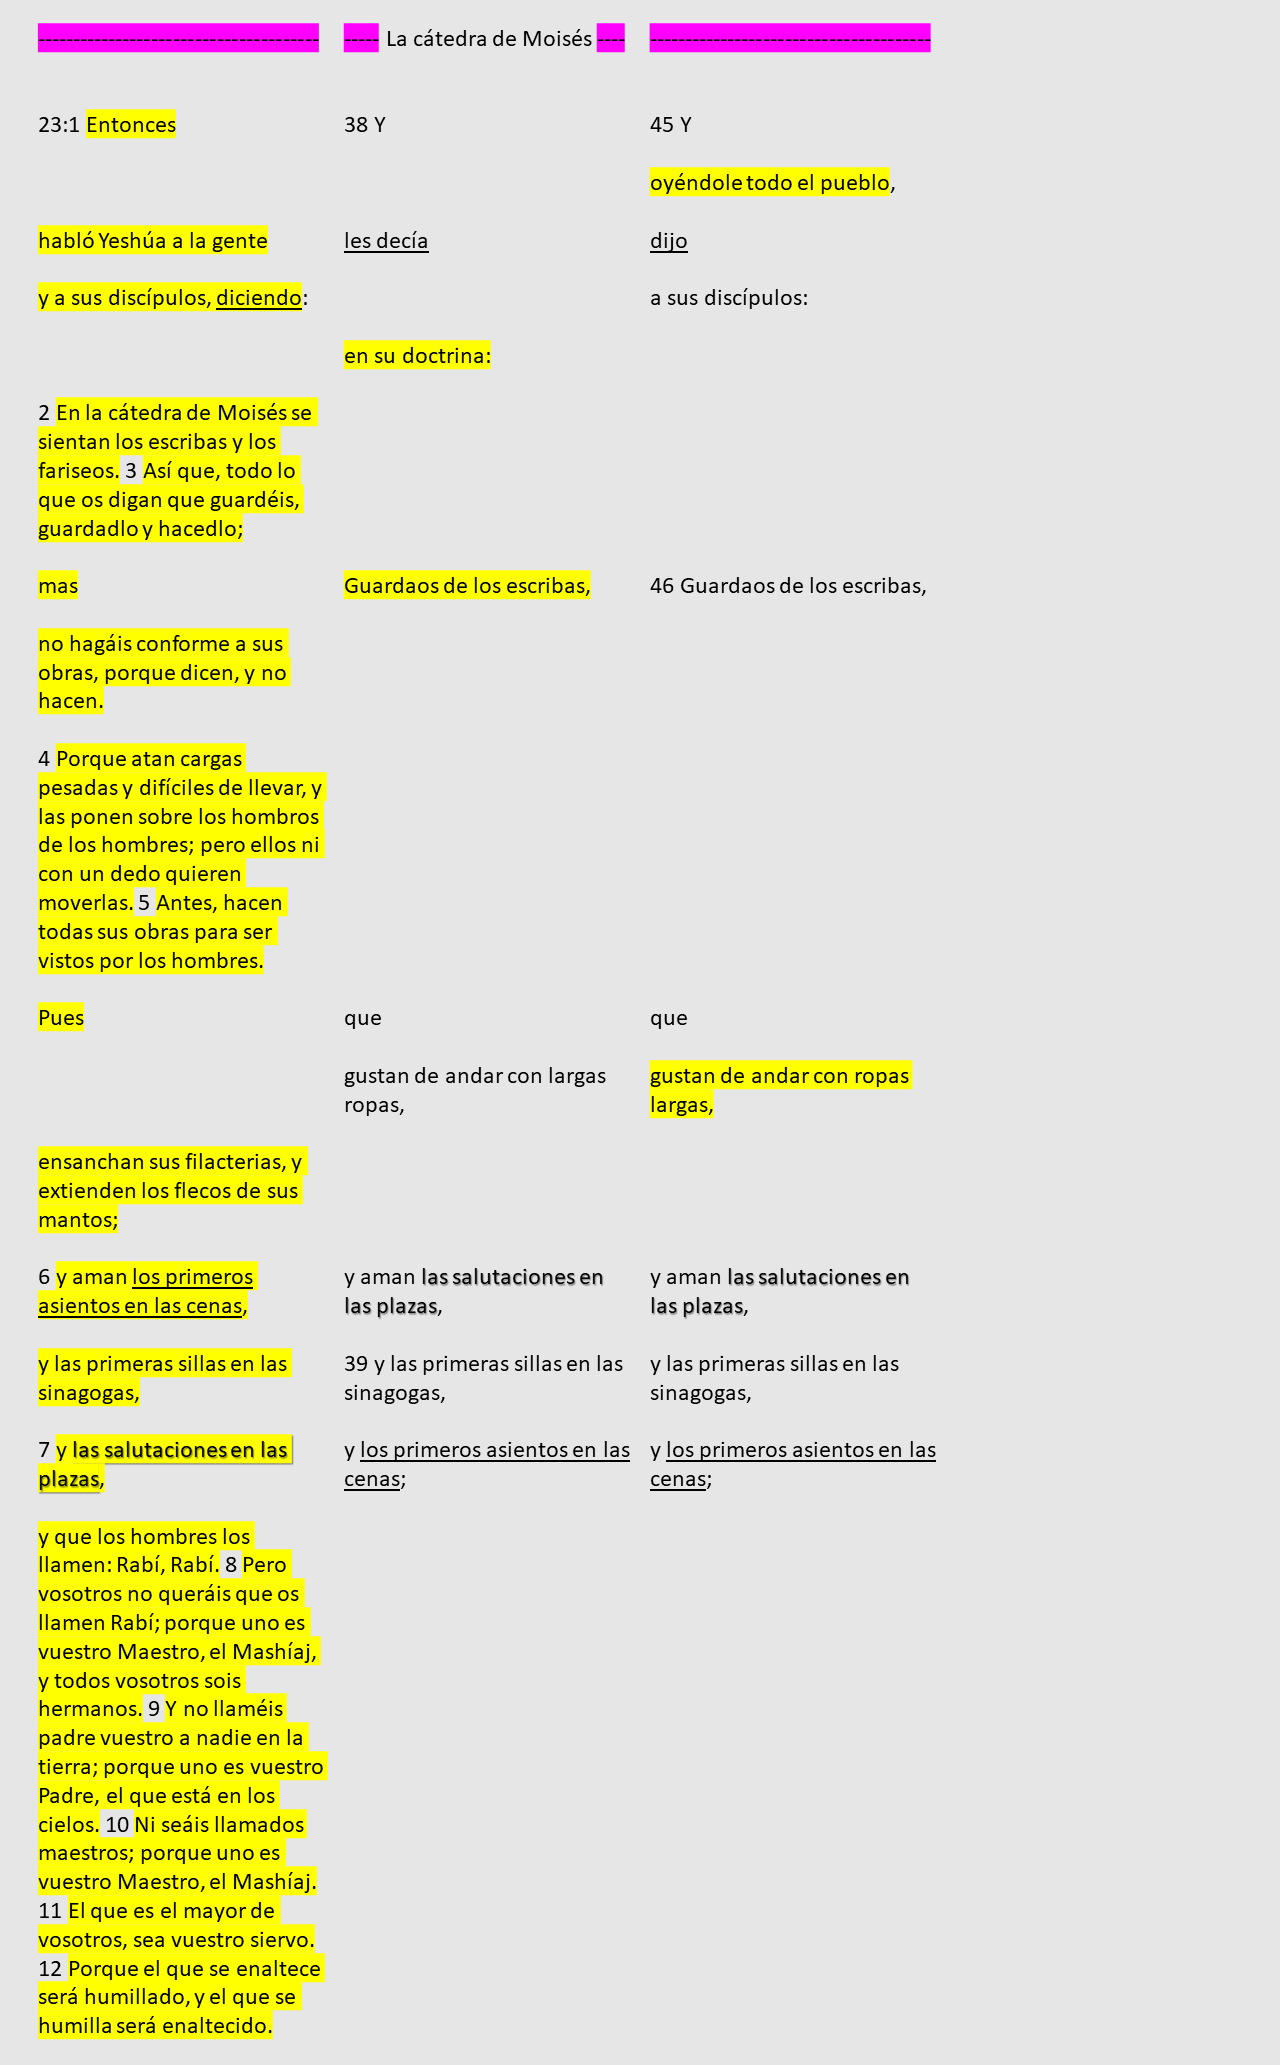 ------------------------------------- ----- La cátedra de Moisés ---- -------------------------------------
23:1 Entonces 38 Y 45 Y
oyéndole todo el pueblo,
habló Yeshúa a la gente les decía dijo
y a sus discípulos, diciendo: a sus discípulos:
en su doctrina:
2 En la cátedra de Moisés se
sientan los escribas y los
fariseos. 3 Así que, todo lo
que os digan que guardéis,
guardadlo y hacedlo;
mas Guardaos de los escribas, 46 Guardaos de los escribas,
no hagáis conforme a sus
obras, porque dicen, y no
hacen.
4 Porque atan cargas
pesadas y difíciles de llevar, y
las ponen sobre los hombros
de los hombres; pero ellos ni
con un dedo quieren
moverlas. 5 Antes, hacen
todas sus obras para ser
vistos por los hombres.
Pues que que
gustan de andar con largas gustan de andar con ropas
ropas, largas,
ensanchan sus filacterias, y
extienden los flecos de sus
mantos;
6 y aman los primeros y aman las salutaciones en y aman las salutaciones en
asientos en las cenas, las plazas, las plazas,
y las primeras sillas en las 39 y las primeras sillas en las y las primeras sillas en las
sinagogas, sinagogas, sinagogas,
7 y las salutaciones en las y los primeros asientos en las y los primeros asientos en las
plazas, cenas; cenas;
y que los hombres los
llamen: Rabí, Rabí. 8 Pero
vosotros no queráis que os
llamen Rabí; porque uno es
vuestro Maestro, el Mashíaj,
y todos vosotros sois
hermanos. 9 Y no llaméis
padre vuestro a nadie en la
tierra; porque uno es vuestro
Padre, el que está en los
cielos. 10 Ni seáis llamados
maestros; porque uno es
vuestro Maestro, el Mashíaj.
11 El que es el mayor de
vosotros, sea vuestro siervo.
12 Porque el que se enaltece
será humillado, y el que se
humilla será enaltecido.